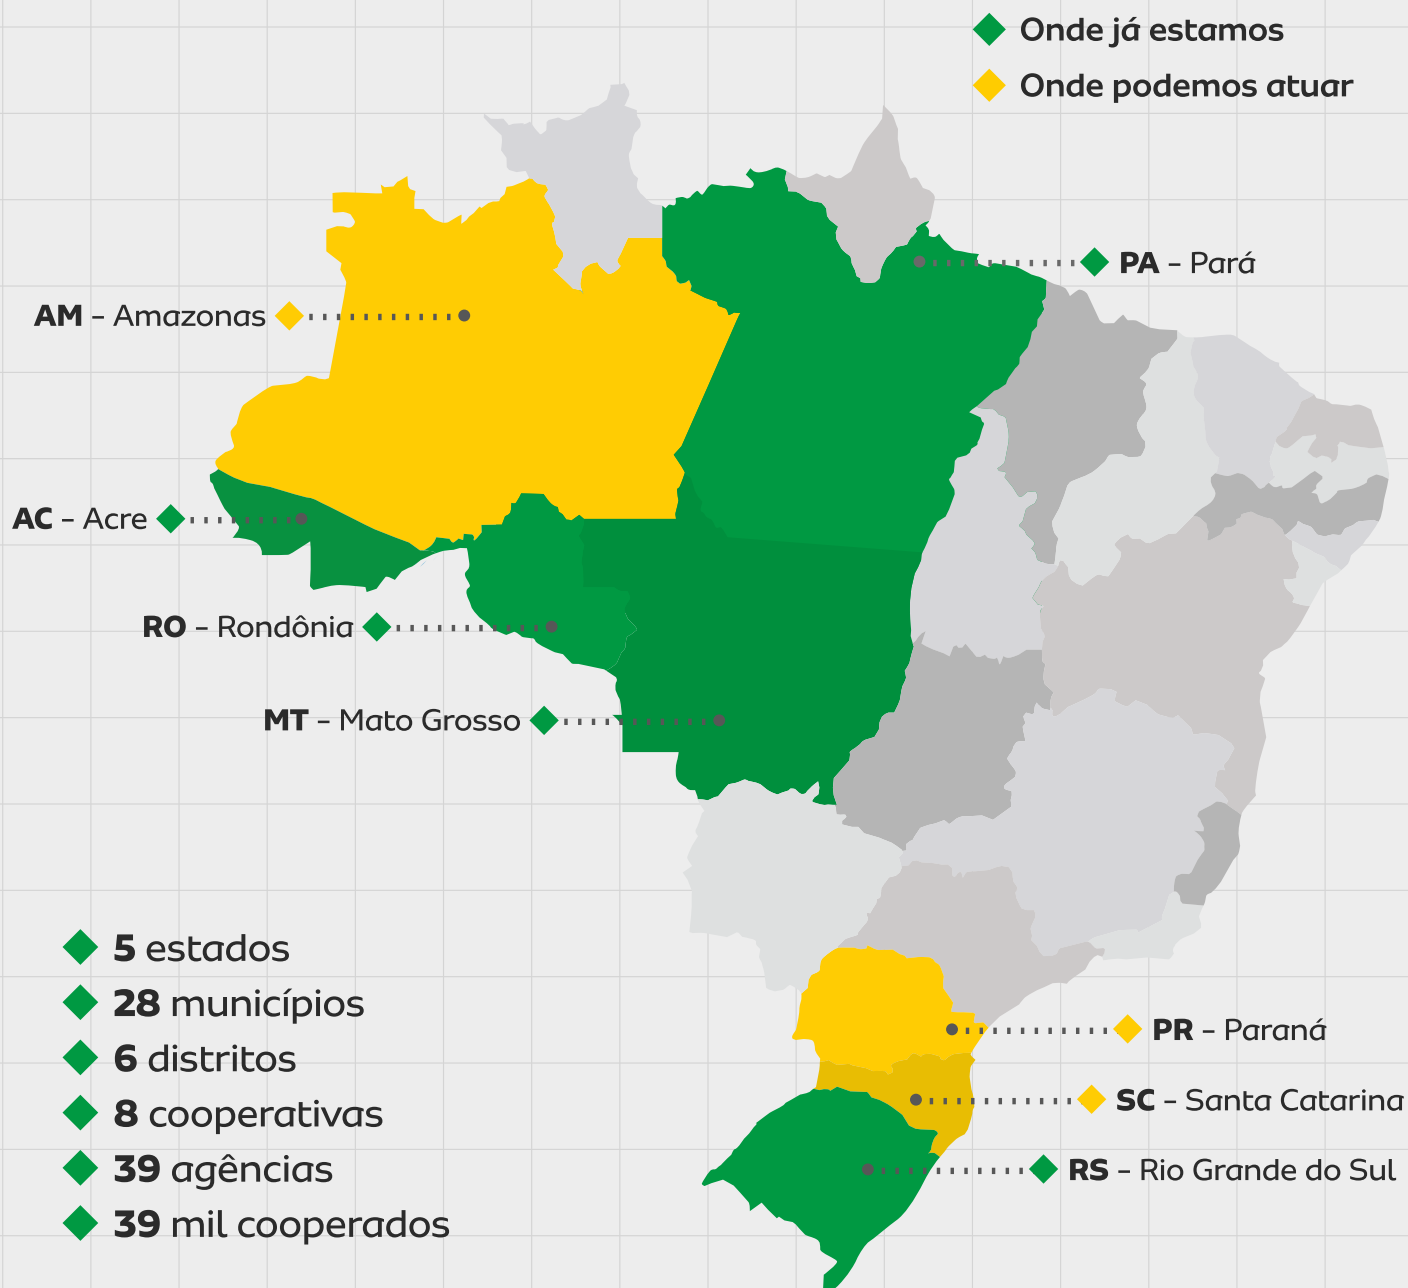 Onde já estamos
Onde podemos atuar
PA – Pará
AM – Amazonas
AC – Acre
RO – Rondônia
MT – Mato Grosso
5 estados
28 municípios
6 distritos
8 cooperativas
39 agências
39 mil cooperados
PR – Paraná
SC – Santa Catarina
RS – Rio Grande do Sul